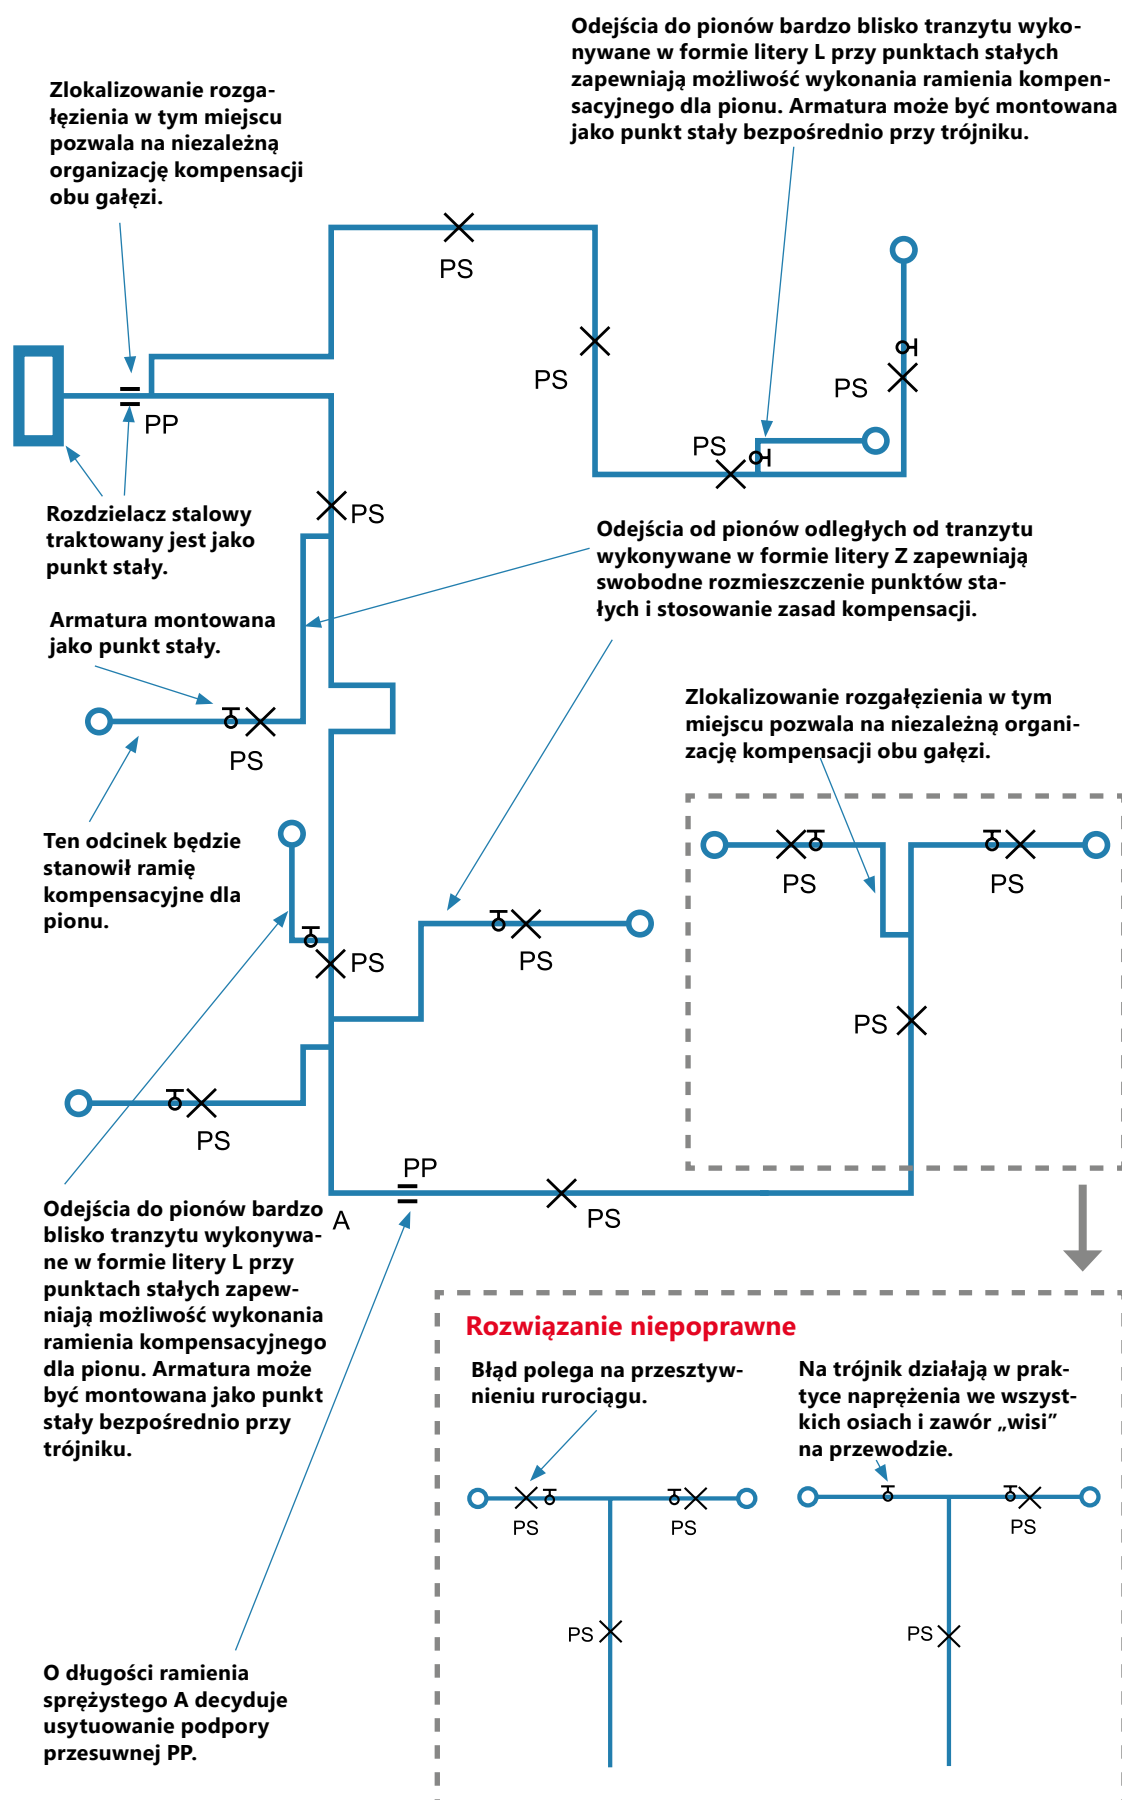 Odejścia do pionów bardzo blisko tranzytu wyko-
nywane w formie litery L przy punktach stałych
zapewniają możliwość wykonania ramienia kompen-
sacyjnego dla pionu. Armatura może być montowana
jako punkt stały bezpośrednio przy trójniku.
Zlokalizowanie rozga-
łęzienia w tym miejscu
pozwala na niezależną
organizację kompensacji
obu gałęzi.
PS
PS
PS
PP
PS
PS
Rozdzielacz stalowy
traktowany jest jako
punkt stały.
Odejścia od pionów odległych od tranzytu
wykonywane w formie litery Z zapewniają
swobodne rozmieszczenie punktów sta-
łych i stosowanie zasad kompensacji.
Armatura montowana
jako punkt stały.
PS
Zlokalizowanie rozgałęzienia w tym
miejscu pozwala na niezależną organi-
zację kompensacji obu gałęzi.
Ten odcinek będzie
stanowił ramię
kompensacyjne dla
pionu.
PS
PS
PS
PS
PS
PS
PP
PS
A
Odejścia do pionów bardzo
blisko tranzytu wykonywa-
ne w formie litery L przy
punktach stałych zapew-
niają możliwość wykonania
ramienia kompensacyjnego
dla pionu. Armatura może
być montowana jako punkt
stały bezpośrednio przy
trójniku.
Rozwiązanie niepoprawne
Błąd polega na przesztyw-
nieniu rurociągu.
Na trójnik działają w prak-
tyce naprężenia we wszyst-
kich osiach i zawór „wisi”
na przewodzie.
PS
PS
PS
PS
PS
O długości ramienia
sprężystego A decyduje
usytuowanie podpory
przesuwnej PP.